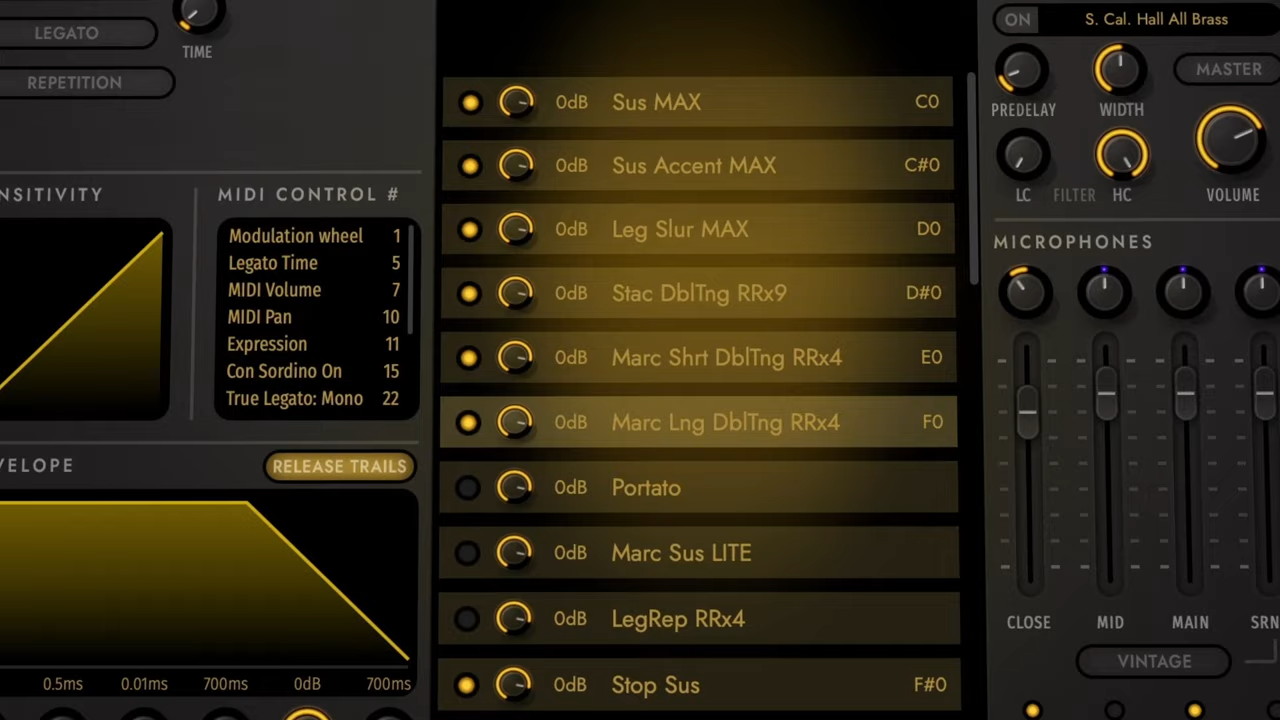 LEGATO
TIME
REPETITION
NSITIVITY
MIDI CONTROL #
Modulation wheel 1
Legato Time 5
MIDI Volume 7
MIDI Pan 10
Expression 11
Con Sordino On 15
True Legato: Mono 22
VELOPE
RELEASE TRAILS
0.5ms 0.01ms 700ms 0dB 700ms
0dB Sus MAX C0
0dB Sus Accent MAX C#0
0dB Leg Slur MAX D0
0dB Stac DblTng RRx9 D#0
0dB Marc Shrt DblTng RRx4 E0
0dB Marc Lng DblTng RRx4 F0
0dB Portato
0dB Marc Sus LITE
0dB LegRep RRx4
0dB Stop Sus F#0
ON S. Cal. Hall All Brass
MASTER
PREDELAY WIDTH
LC FILTER HC VOLUME
MICROPHONES
CLOSE MID MAIN SRN
VINTAGE